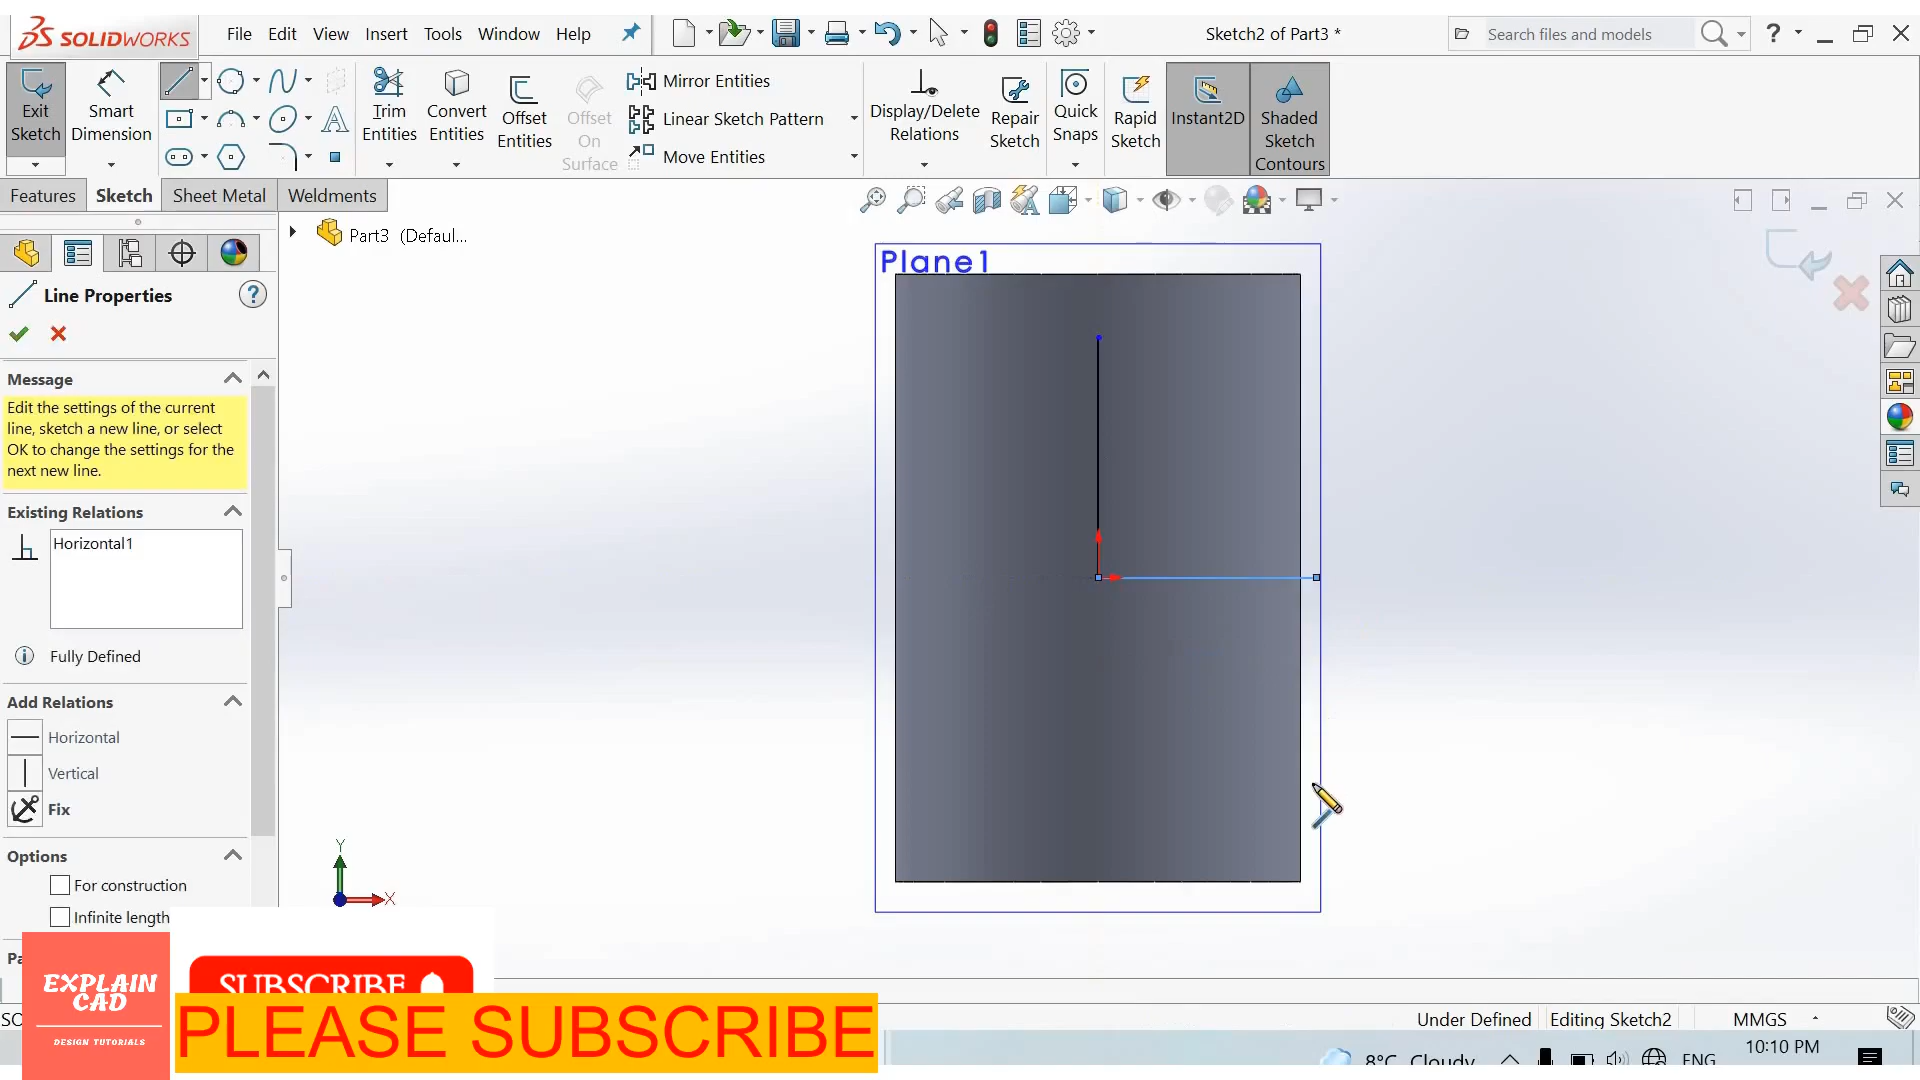 SOLIDWORKS
File Edit View Insert Tools Window Help
Sketch2 of Part3 *
Search files and models
?
Exit Sketch
Smart Dimension
Trim Entities
Convert Entities
Offset Entities
Offset On Surface
Mirror Entities
Linear Sketch Pattern
Move Entities
Display/Delete Relations
Repair Sketch
Quick Snaps
Rapid Sketch
Instant2D
Shaded Sketch Contours
Features Sketch Sheet Metal Weldments
Part3 (Defaul...
Line Properties
?
Message
Edit the settings of the current
line, sketch a new line, or select
OK to change the settings for the
next new line.
Existing Relations
Horizontal1
Fully Defined
Add Relations
Horizontal
Vertical
Fix
Options
For construction
Infinite length
Pa
Plane1
Y
X
EXPLAIN
CAD
DESIGN TUTORIALS
SUBSCRIBE
PLEASE SUBSCRIBE
SO
Under Defined Editing Sketch2 MMGS
8°C Cloudy ENG 10:10 PM